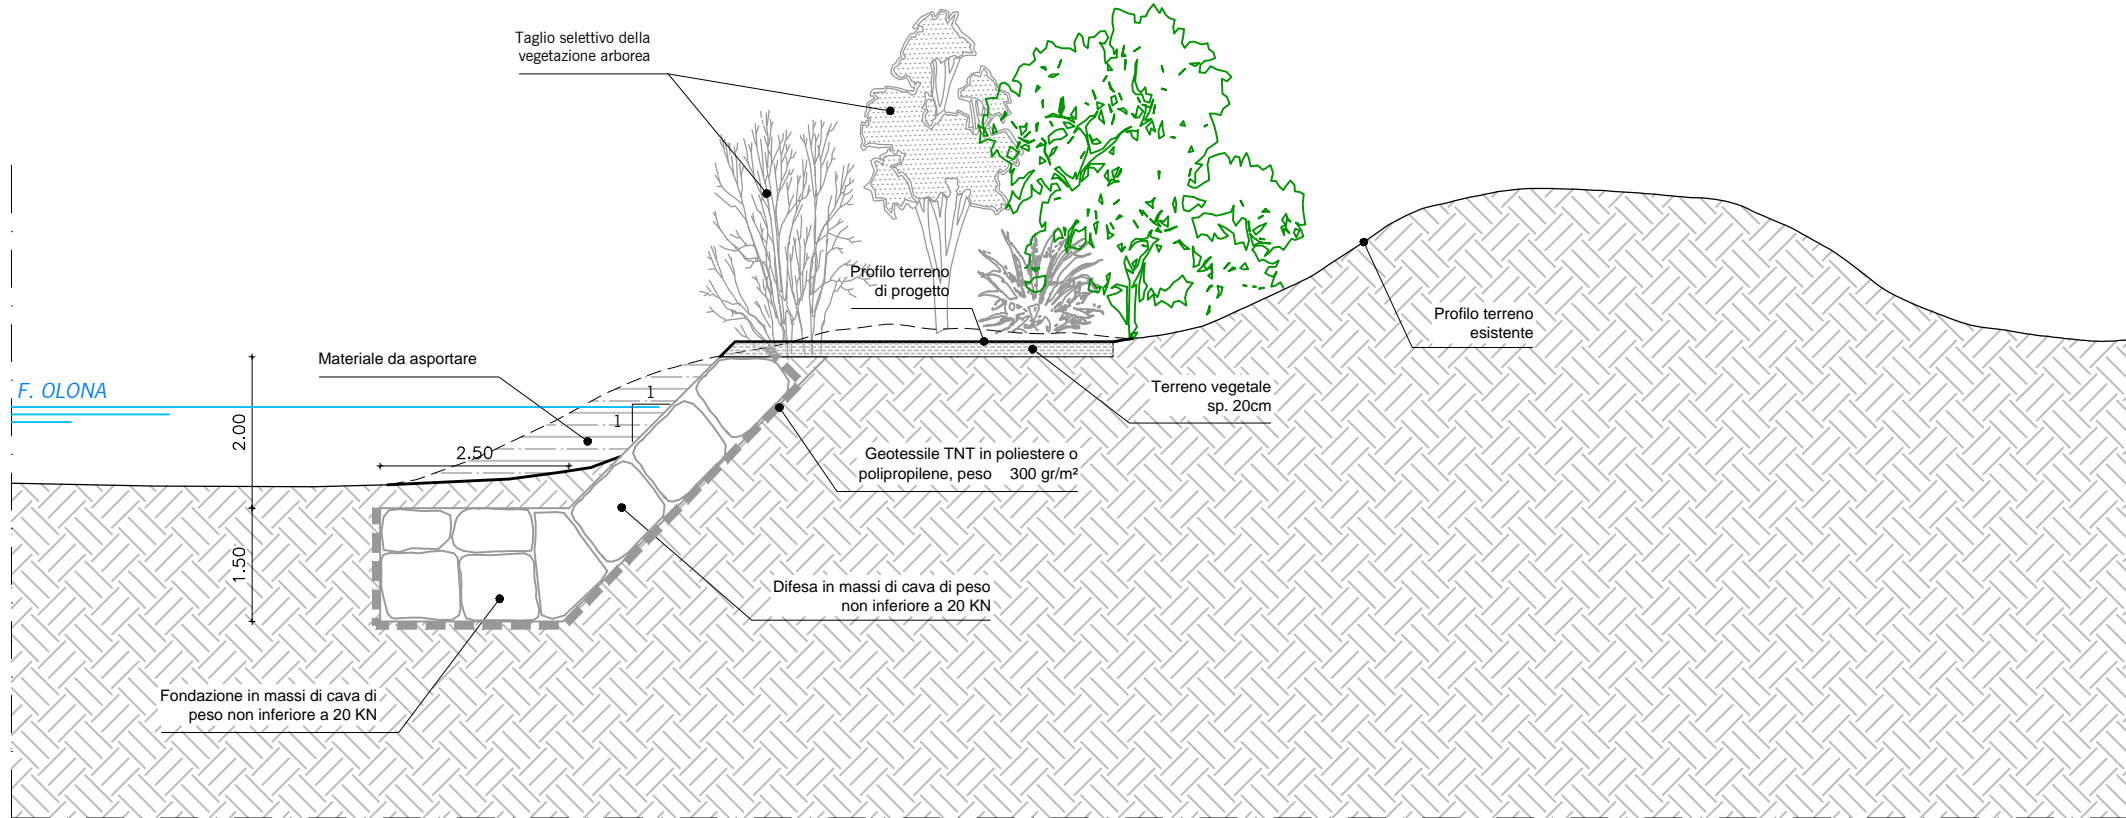 Taglio selettivo della
vegetazione arborea
Profilo terreno
di progetto
Profilo terreno
esistente
Materiale da asportare
F. OLONA
1
1
2.00
2.50
1.50
Terreno vegetale
sp. 20cm
Geotessile TNT in poliestere o
polipropilene, peso 300 gr/m²
Difesa in massi di cava di peso
non inferiore a 20 KN
Fondazione in massi di cava di
peso non inferiore a 20 KN